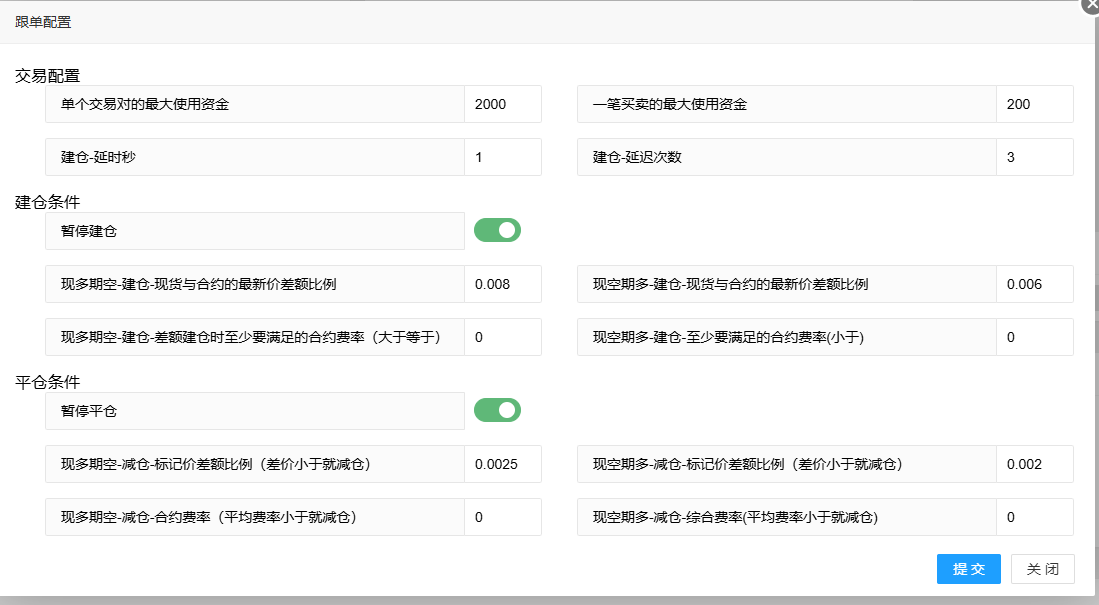 跟单配置
交易配置
单个交易对的最大使用资金 2000 一笔买卖的最大使用资金 200
建仓-延时秒 1 建仓-延迟次数 3
建仓条件
暂停建仓
现多期空-建仓-现货与合约的最新价差额比例 0.008 现空期多-建仓-现货与合约的最新价差额比例 0.006
现多期空-建仓-差额建仓时至少要满足的合约费率（大于等于） 0 现空期多-建仓-至少要满足的合约费率(小于) 0
平仓条件
暂停平仓
现多期空-减仓-标记价差额比例（差价小于就减仓） 0.0025 现空期多-减仓-标记价差额比例（差价小于就减仓） 0.002
现多期空-减仓-合约费率（平均费率小于就减仓） 0 现空期多-减仓-综合费率(平均费率小于就减仓) 0
提交 关闭